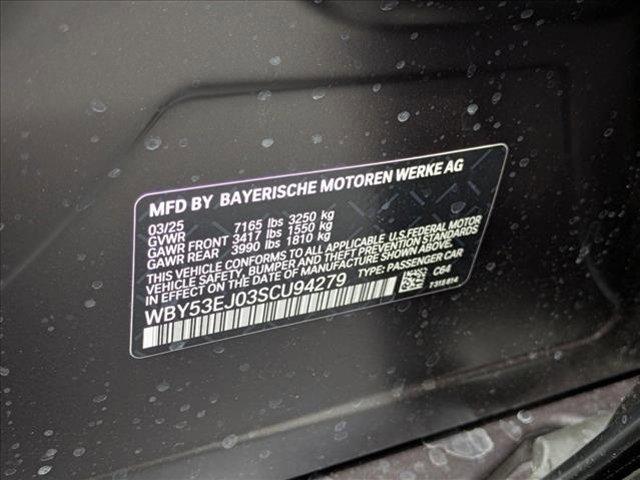 MFD BY BAYERISCHE MOTOREN WERKE AG
03/25
GVWR 7165 lbs 3250 kg
GAWR FRONT 3417 lbs 1550 kg
GAWR REAR 3990 lbs 1810 kg
THIS VEHICLE CONFORMS TO ALL APPLICABLE U.S. FEDERAL MOTOR
VEHICLE SAFETY, BUMPER, AND THEFT PREVENTION STANDARDS
IN EFFECT ON THE DATE OF MANUFACTURE SHOWN ABOVE.
WBY53EJ03SCU94279 TYPE: PASSENGER CAR
C64
7315814